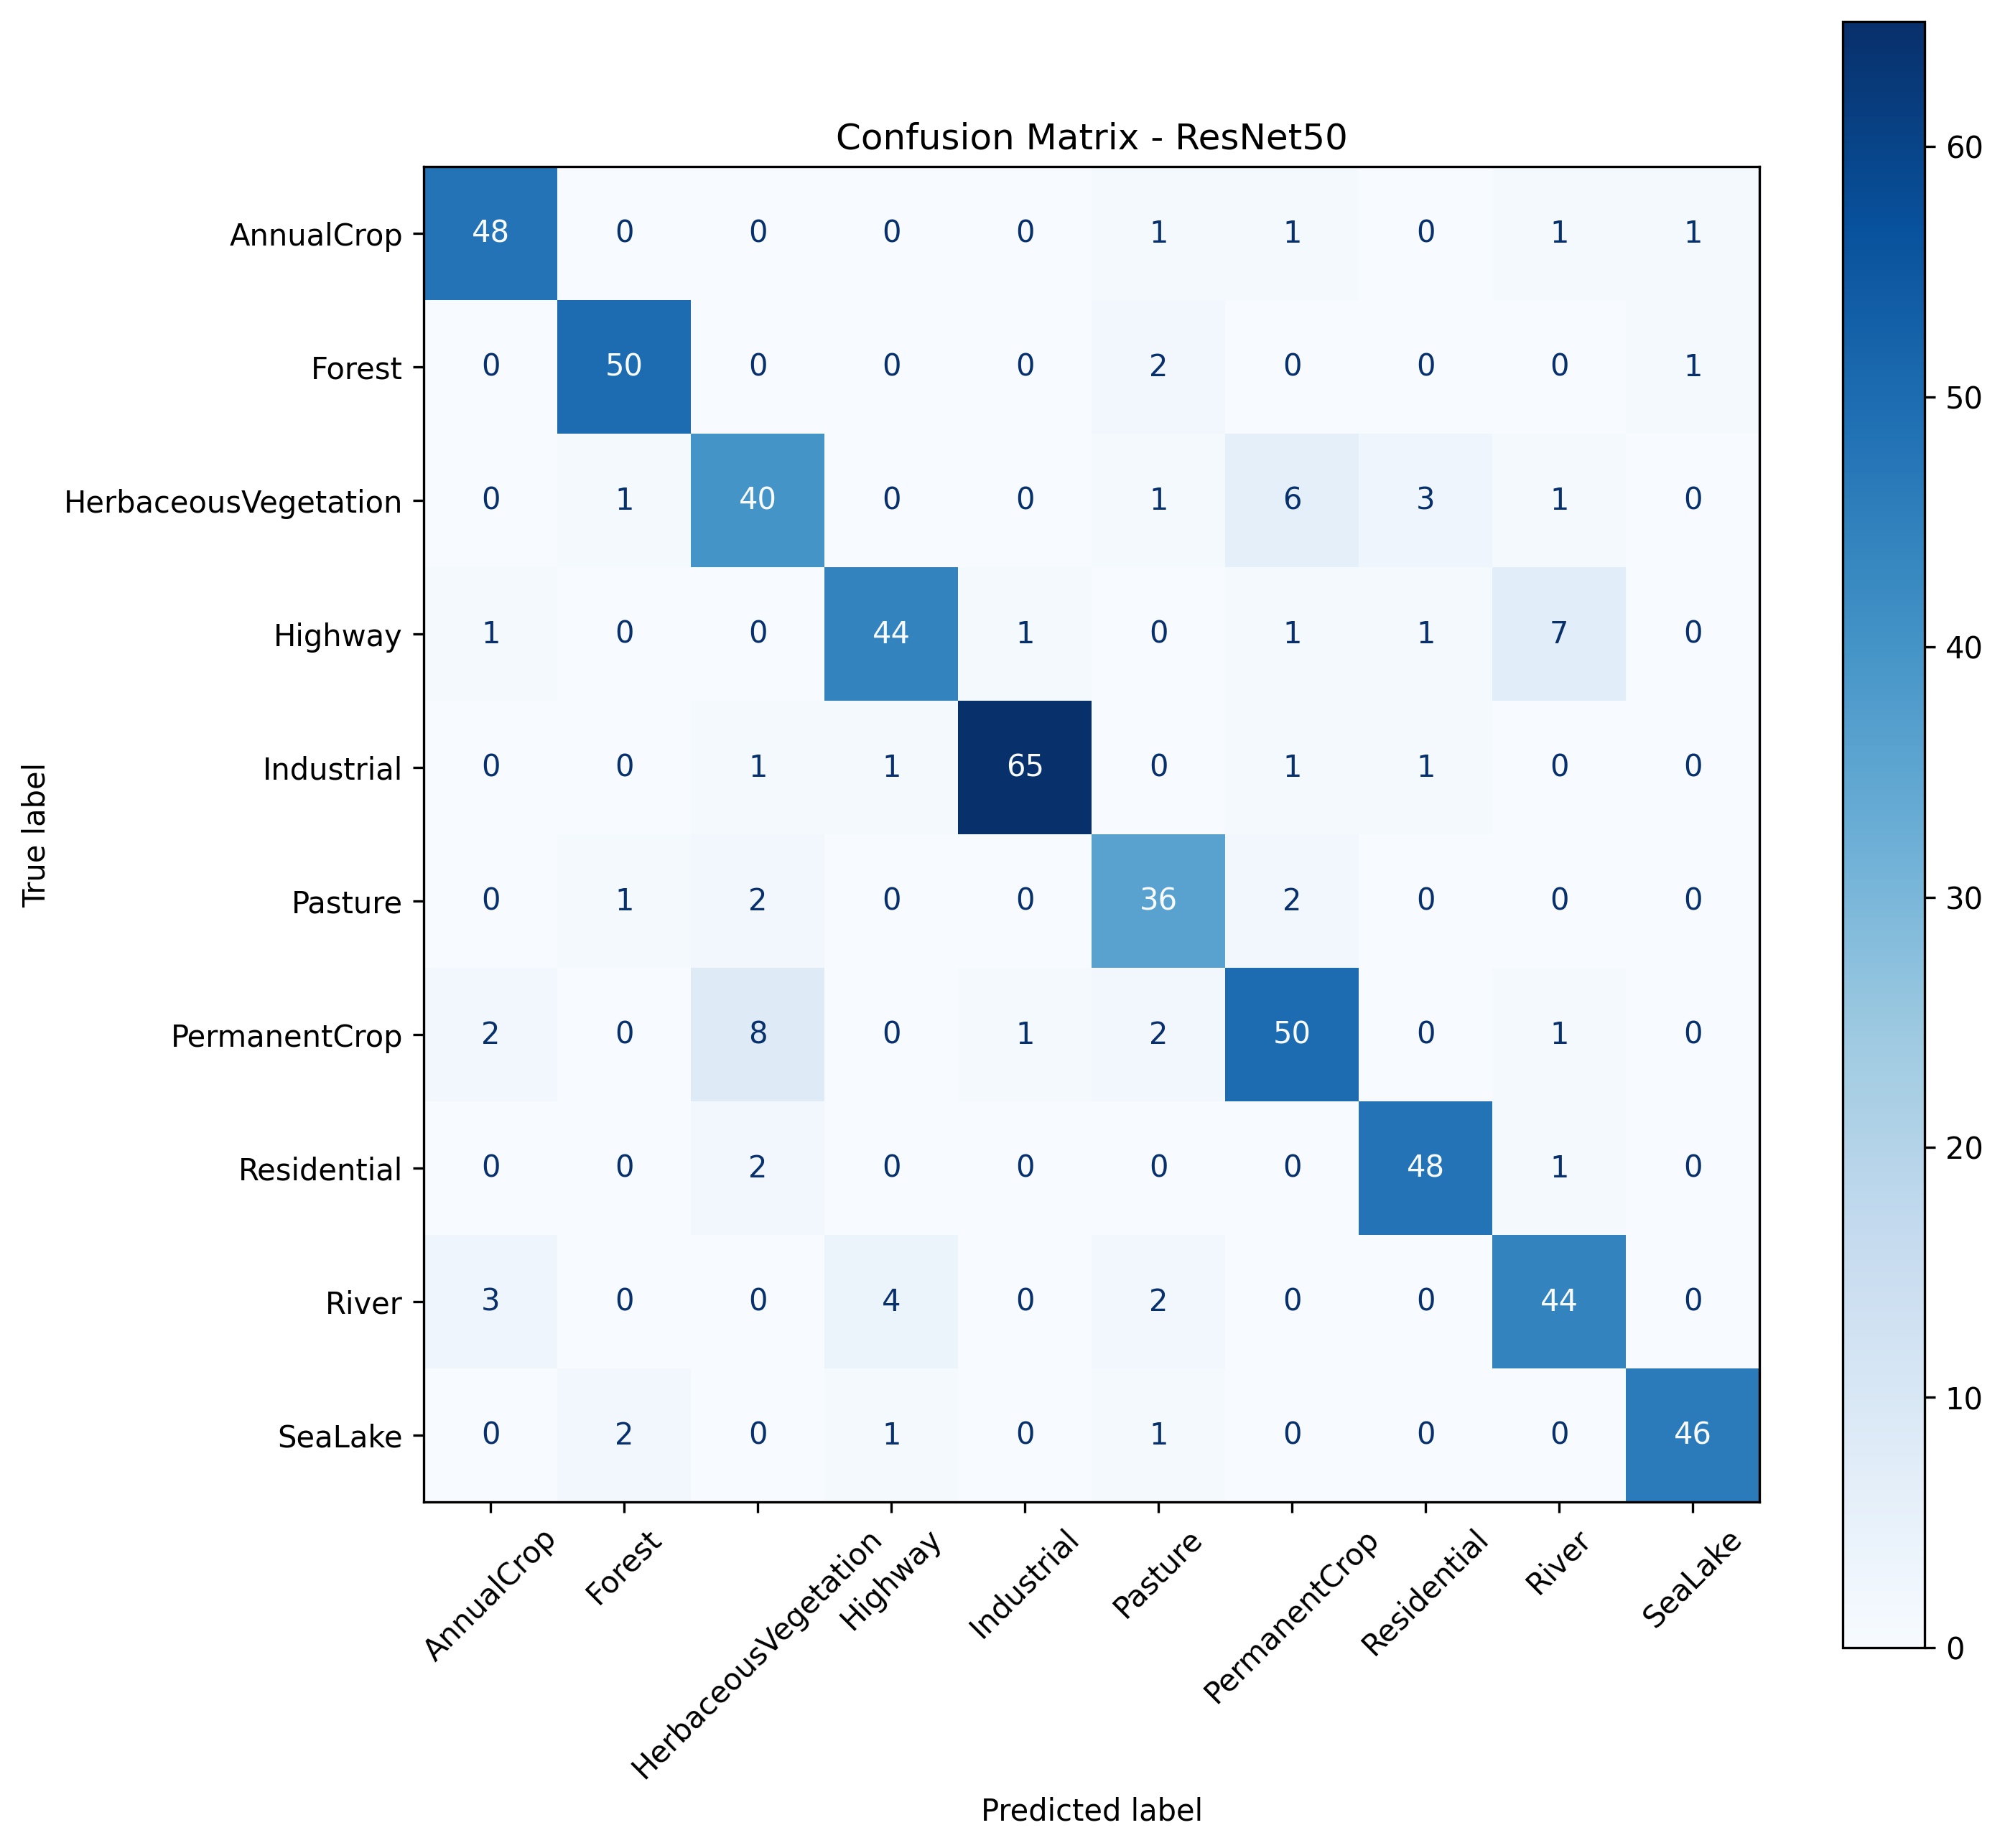 Confusion Matrix - ResNet50
AnnualCrop 48 0 0 0 0 1 1 0 1 1
Forest 0 50 0 0 0 2 0 0 0 1
HerbaceousVegetation 0 1 40 0 0 1 6 3 1 0
Highway 1 0 0 44 1 0 1 1 7 0
Industrial 0 0 1 1 65 0 1 1 0 0
Pasture 0 1 2 0 0 36 2 0 0 0
PermanentCrop 2 0 8 0 1 2 50 0 1 0
Residential 0 0 2 0 0 0 0 48 1 0
River 3 0 0 4 0 2 0 0 44 0
SeaLake 0 2 0 1 0 1 0 0 0 46
True label
AnnualCrop
Forest
HerbaceousVegetation
Highway
Industrial
Pasture
PermanentCrop
Residential
River
SeaLake
Predicted label
60
50
40
30
20
10
0